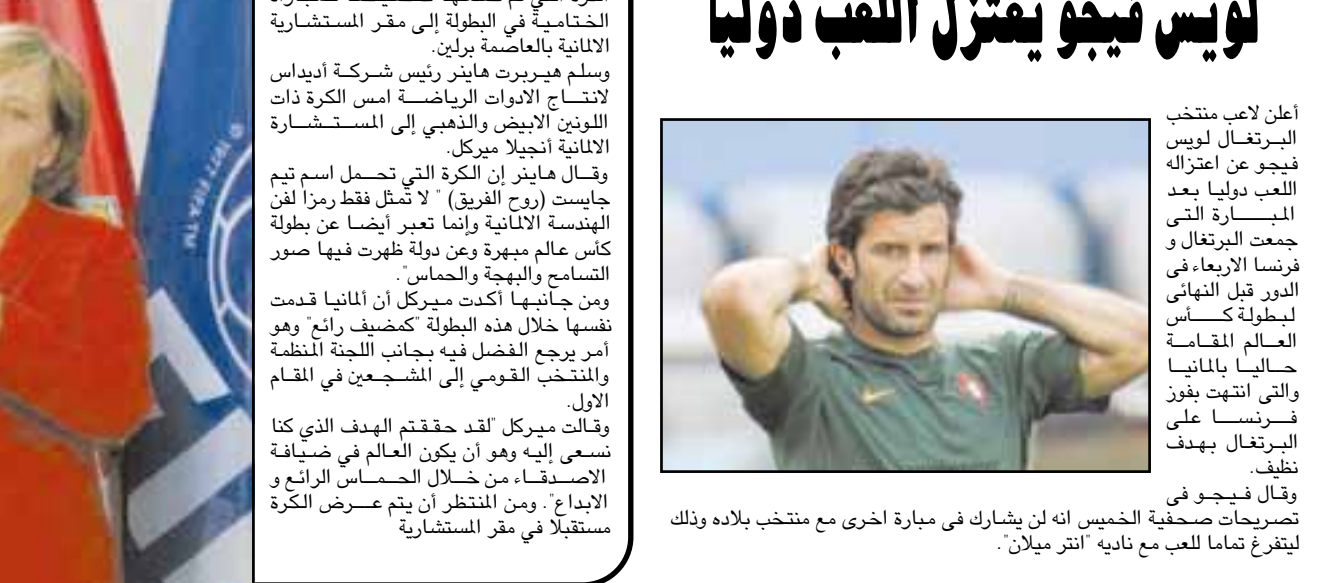 لويس فيجو يعتزل اللعب دوليا
أعلن لاعب منتخب
البرتغال لويس
فيجو عن اعتزاله
اللعب دوليا بعد
المبارة التى
جمعت البرتغال و
فرنسا الاربعاء فى
الدور قبل النهائى
لبطولة كأس
العالم المقامة
حاليا بالمانيا
والتى انتهت بفوز
فرنسا على
البرتغال بهدف
نظيف.
وقال فيجو فى
تصريحات صحفية الخميس انه لن يشارك فى مبارة اخرى مع منتخب بلاده وذلك
ليتفرغ تماما للعب مع ناديه "انتر ميلان".
الختامية في البطولة إلى مقر المستشارية
الالمانية بالعاصمة برلين.
وسلم هيربرت هاينر رئيس شركة أديداس
لانتاج الادوات الرياضة امس الكرة ذات
اللونين الابيض والذهبي إلى المستشارة
الالمانية أنجيلا ميركل.
وقال هاينر إن الكرة التي تحمل اسم تيم
جايست (روح الفريق) " لا تمثل فقط رمزا لفن
الهندسة الالمانية وإنما تعبر أيضا عن بطولة
كأس عالم مبهرة وعن دولة ظهرت فيها صور
التسامح والبهجة والحماس".
ومن جانبها أكدت ميركل أن ألمانيا قدمت
نفسها خلال هذه البطولة "كمضيف رائع" وهو
أمر يرجع الفضل فيه بجانب اللجنة المنظمة
والمنتخب القومي إلى المشجعين في المقام
الاول.
وقالت ميركل "لقد حققتم الهدف الذي كنا
نسعى إليه وهو أن يكون العالم في ضيافة
الاصدقاء من خلال الحماس الرائع و
الابداع". ومن المنتظر أن يتم عرض الكرة
مستقبلا في مقر المستشارية
© 1977 FIFA TM